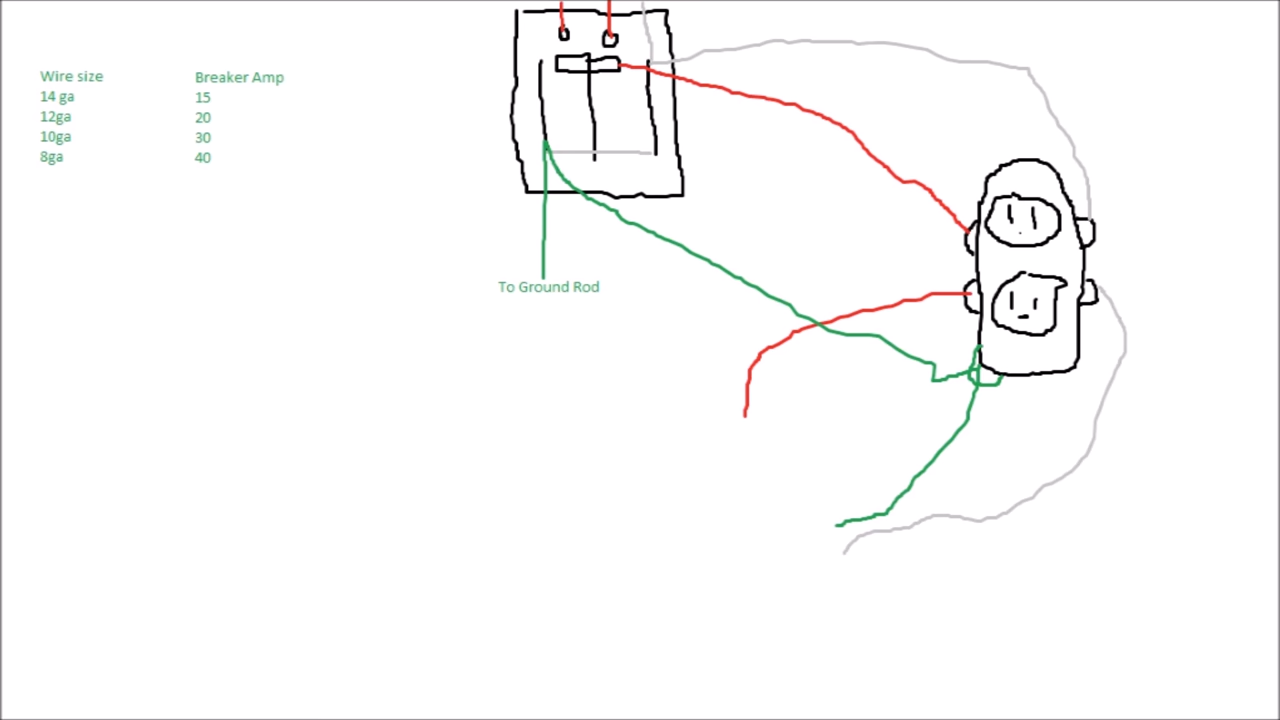 Wire size Breaker Amp
14 ga 15
12ga 20
10ga 30
8ga 40
To Ground Rod